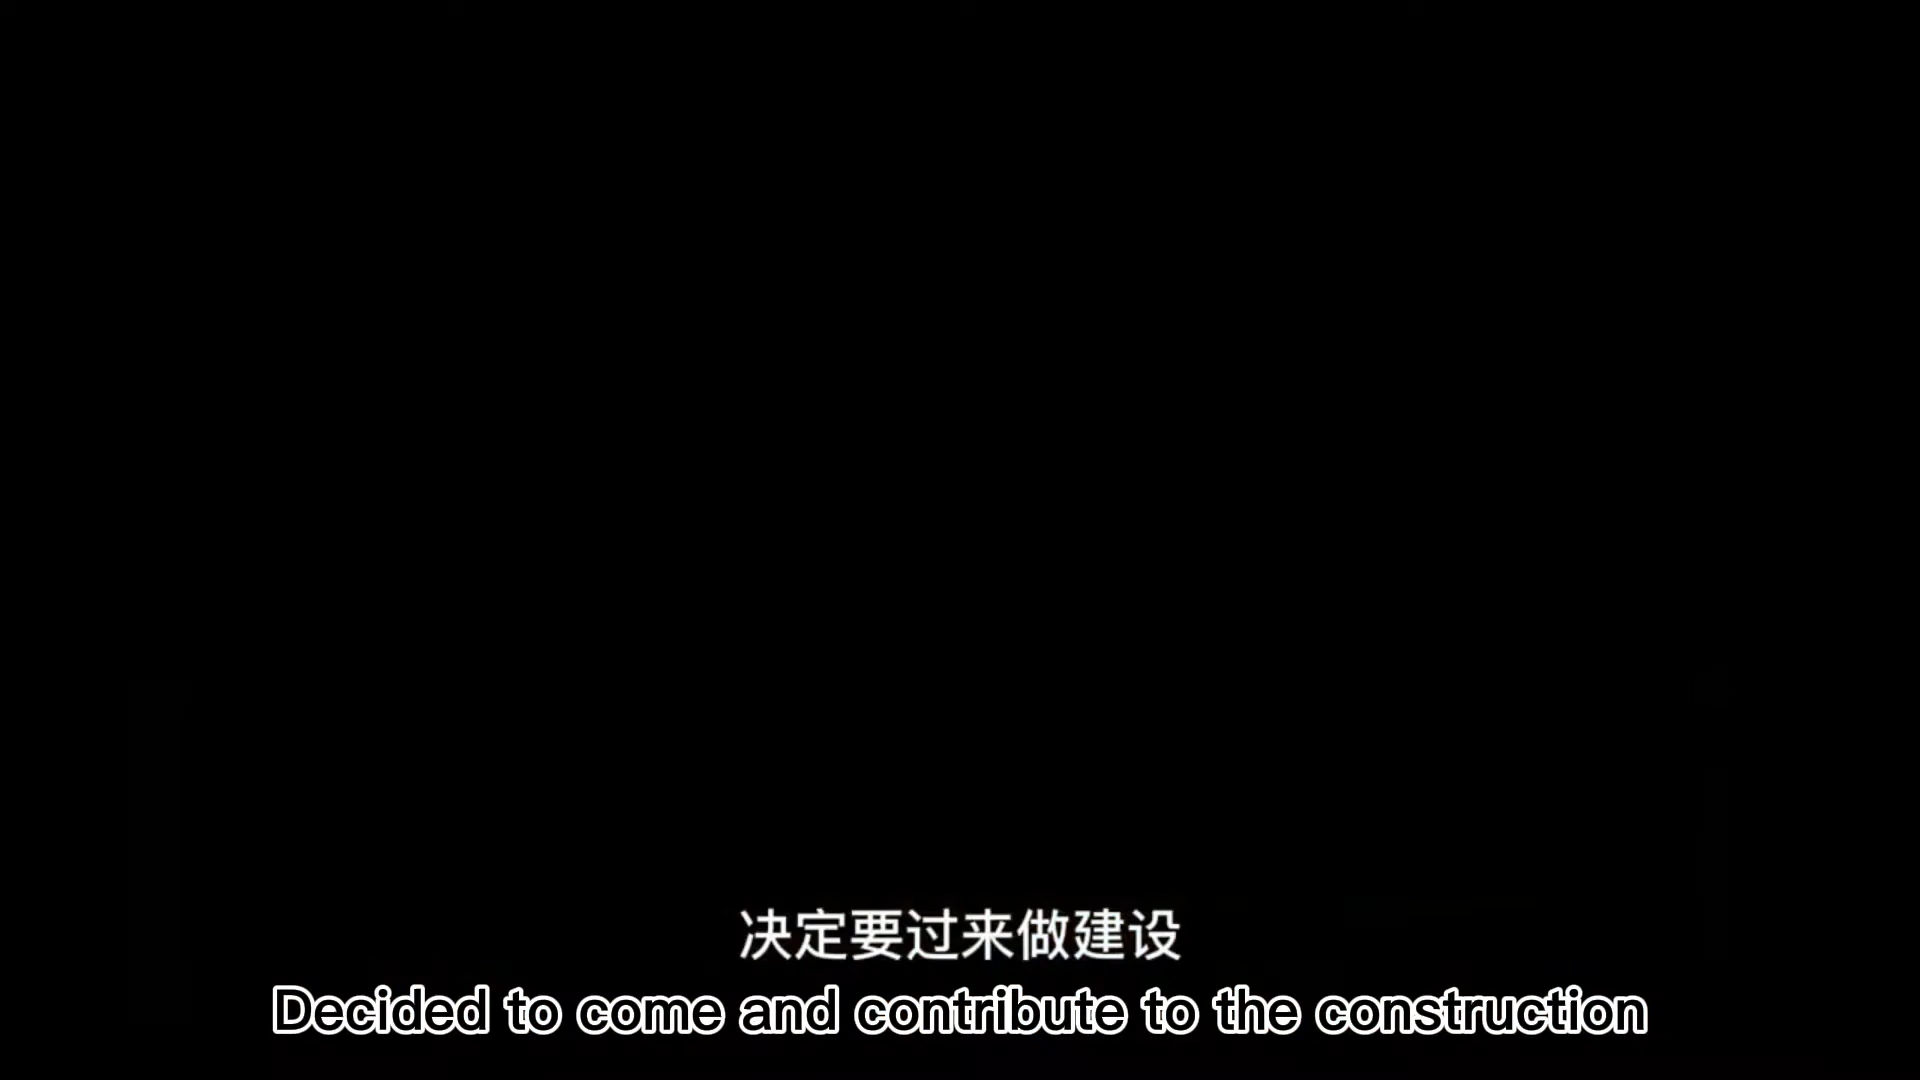 决定要过来做建设
Decided to come and contribute to the construction